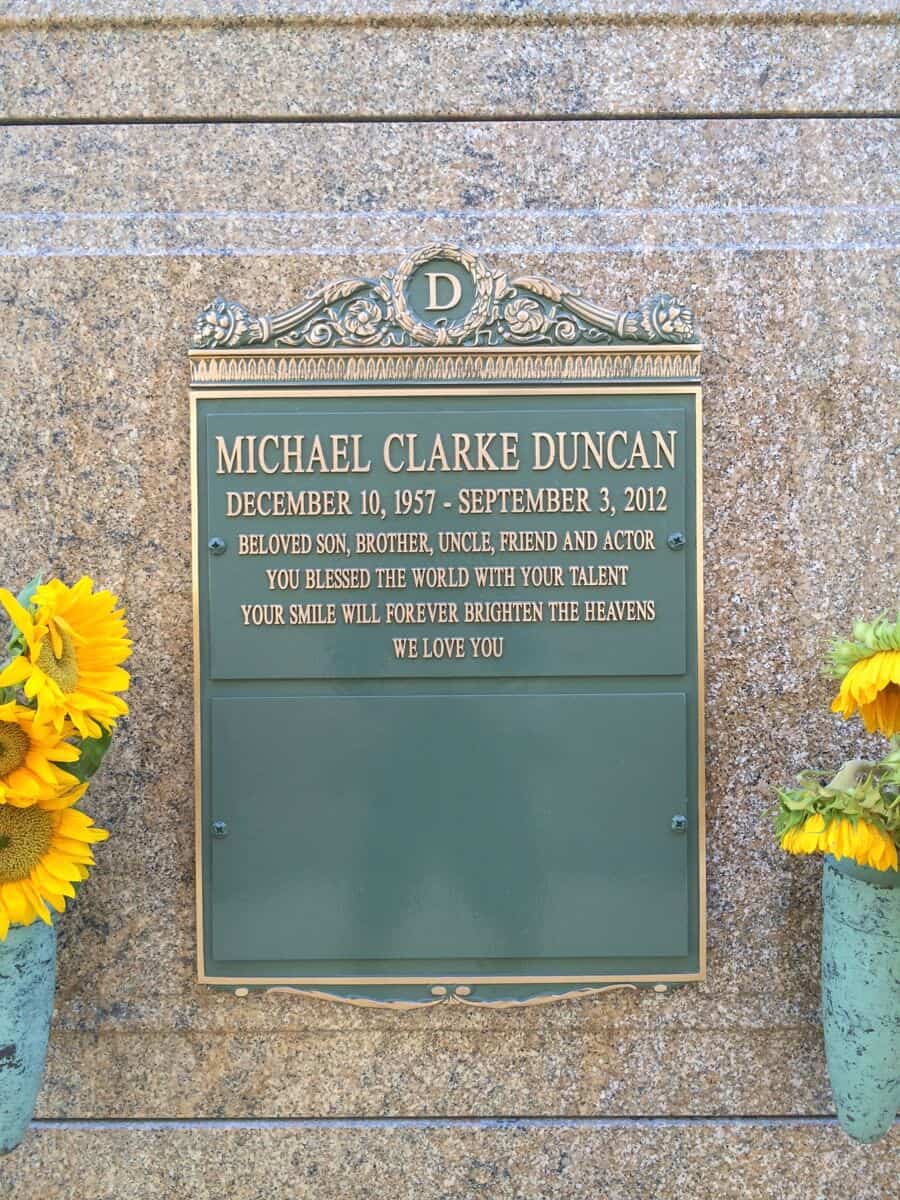 D
MICHAEL CLARKE DUNCAN
DECEMBER 10, 1957 - SEPTEMBER 3, 2012
BELOVED SON, BROTHER, UNCLE, FRIEND AND ACTOR
YOU BLESSED THE WORLD WITH YOUR TALENT
YOUR SMILE WILL FOREVER BRIGHTEN THE HEAVENS
WE LOVE YOU